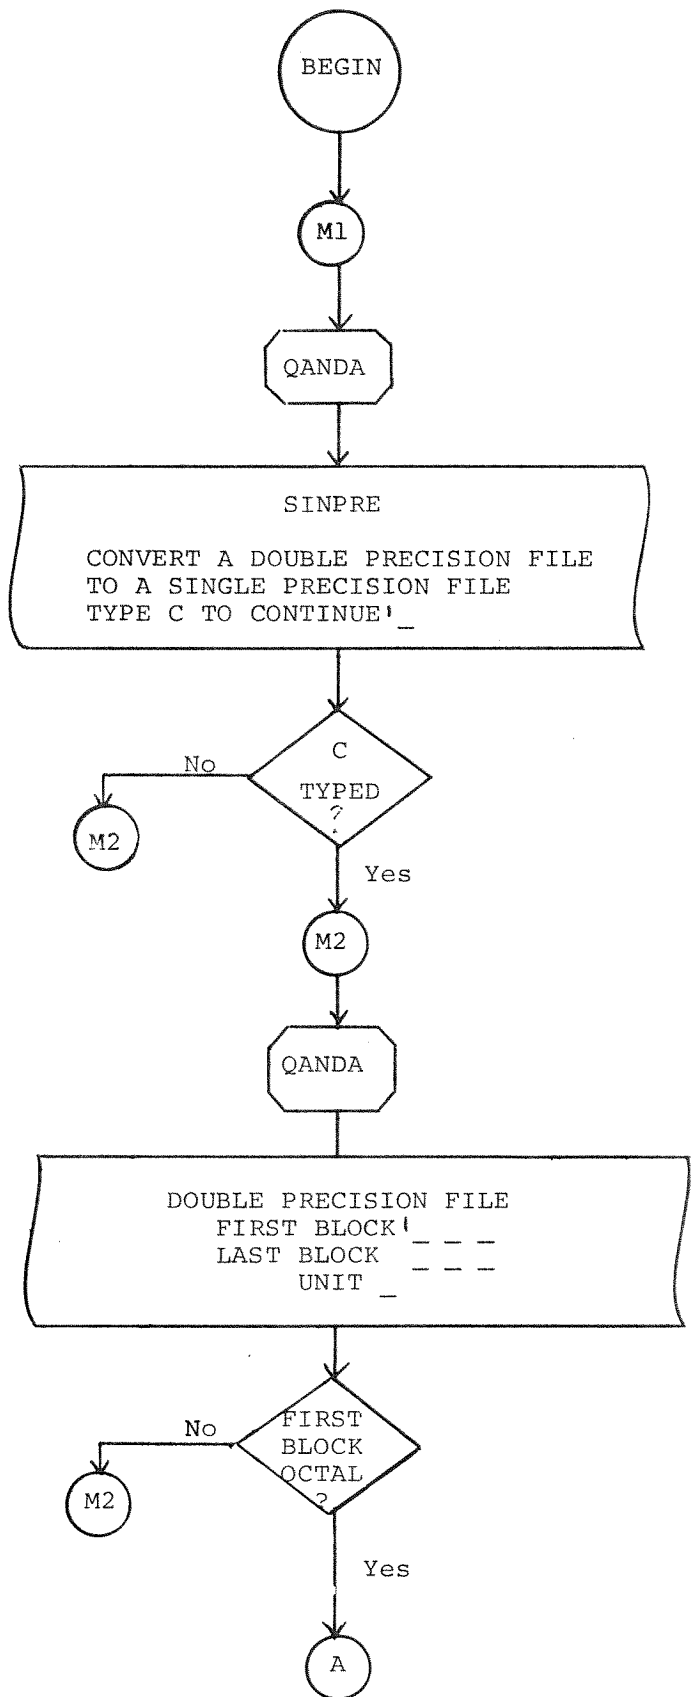 BEGIN
M1
QANDA
SINPRE
CONVERT A DOUBLE PRECISION FILE
TO A SINGLE PRECISION FILE
TYPE C TO CONTINUE'_
C
TYPED
?
No
M2
Yes
M2
QANDA
DOUBLE PRECISION FILE
FIRST BLOCK'_ _ _
LAST BLOCK _ _ _
UNIT _
FIRST
BLOCK
OCTAL
?
No
M2
Yes
A